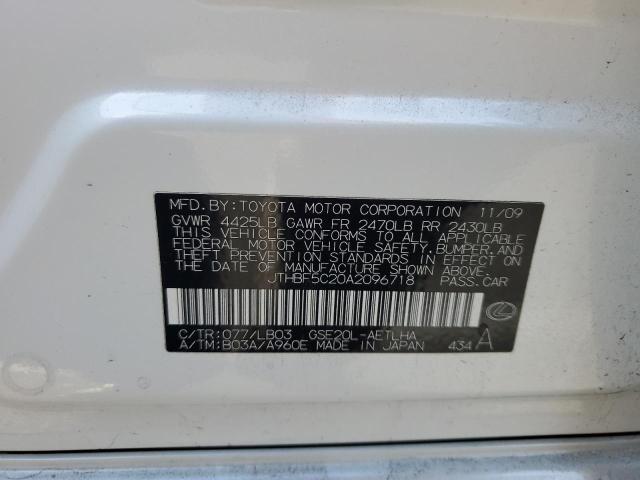 MFD.BY:TOYOTA MOTOR CORPORATION 11/09
GVWR 4425LB GAWR FR 2470LB RR 2430LB
THIS VEHICLE CONFORMS TO ALL APPLICABLE
FEDERAL MOTOR VEHICLE SAFETY,BUMPER,AND
THEFT PREVENTION STANDARDS IN EFFECT ON
THE DATE OF MANUFACTURE SHOWN ABOVE.
JTHBF5C20A2096718 PASS.CAR
C/TR:077/LB03 GSE20L-AETLHA
A/TM:B03A/A960E MADE IN JAPAN 434 A